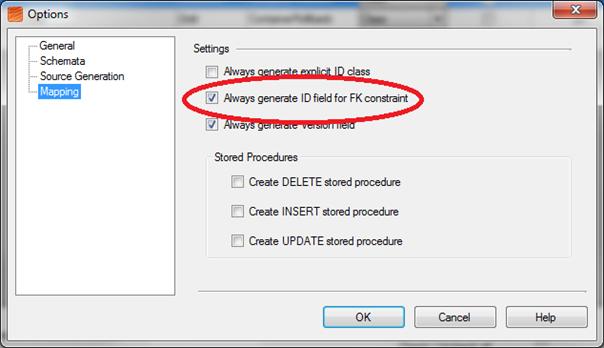 Options
General
Schemata
Source Generation
Mapping
Settings
Always generate explicit ID class
Always generate ID field for FK constraint
Always generate Version field
Stored Procedures
Create DELETE stored procedure
Create INSERT stored procedure
Create UPDATE stored procedure
OK
Cancel
Help